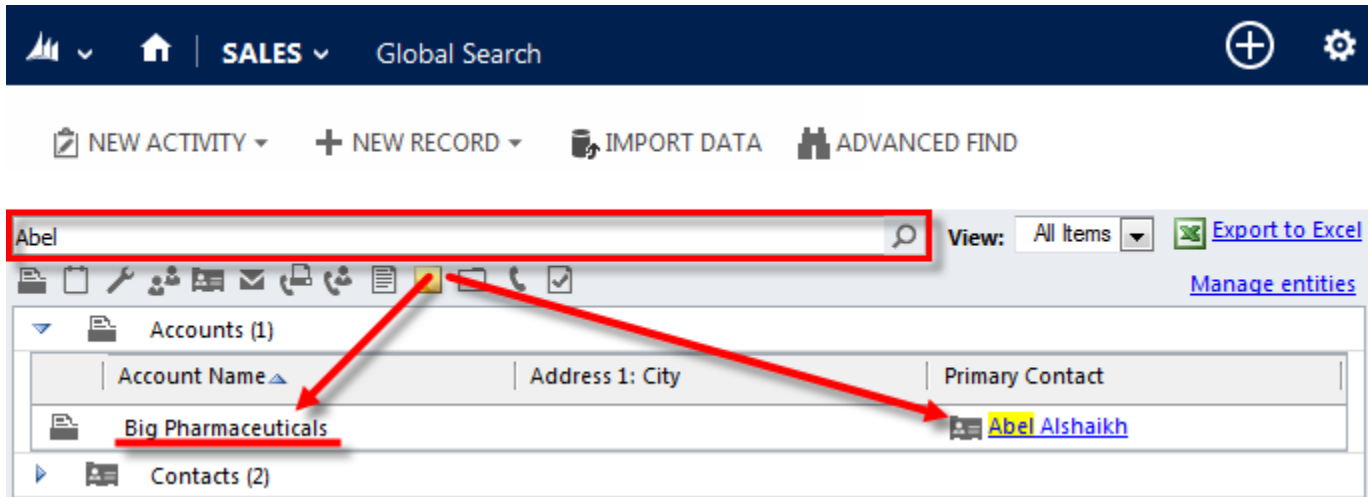 SALES Global Search
NEW ACTIVITY NEW RECORD IMPORT DATA ADVANCED FIND
Abel View: All Items Export to Excel
Manage entities
Accounts (1)
Account Name Address 1: City Primary Contact
Big Pharmaceuticals Abel Alshaikh
Contacts (2)